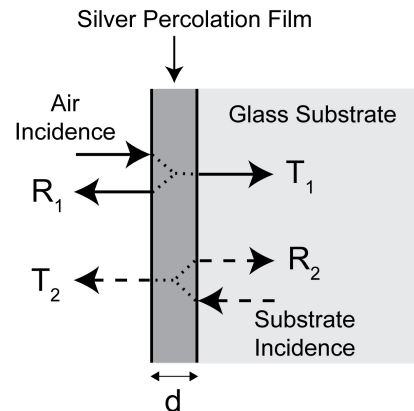 Silver Percolation Film
Air
Incidence
Glass Substrate
R₁
T₁
T₂
R₂
Substrate
Incidence
d